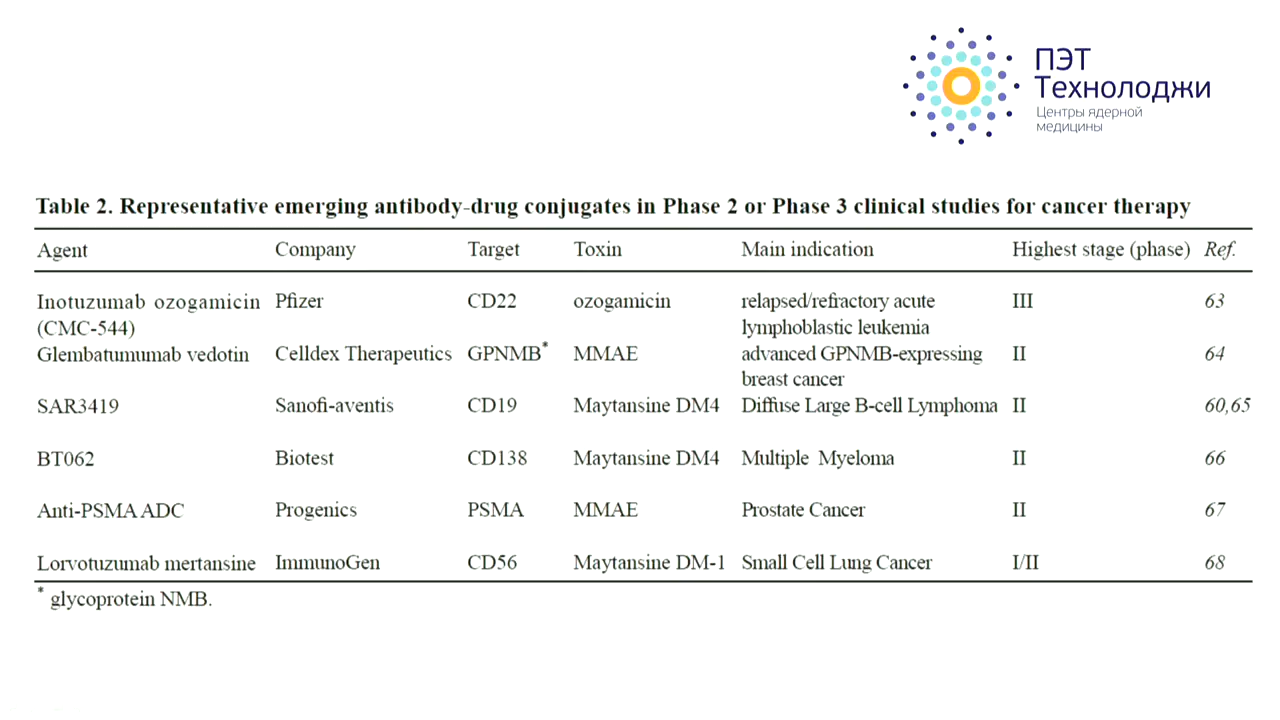 ПЭТ
Технолоджи
Центры ядерной
медицины
Table 2. Representative emerging antibody-drug conjugates in Phase 2 or Phase 3 clinical studies for cancer therapy
Agent Company Target Toxin Main indication Highest stage (phase) Ref.
Inotuzumab ozogamicin Pfizer CD22 ozogamicin relapsed/refractory acute III 63
(CMC-544) lymphoblastic leukemia
Glembatumumab vedotin Celldex Therapeutics GPNMB* MMAE advanced GPNMB-expressing II 64
breast cancer
SAR3419 Sanofi-aventis CD19 Maytansine DM4 Diffuse Large B-cell Lymphoma II 60,65
BT062 Biotest CD138 Maytansine DM4 Multiple Myeloma II 66
Anti-PSMA ADC Progenics PSMA MMAE Prostate Cancer II 67
Lorvotuzumab mertansine ImmunoGen CD56 Maytansine DM-1 Small Cell Lung Cancer I/II 68
* glycoprotein NMB.